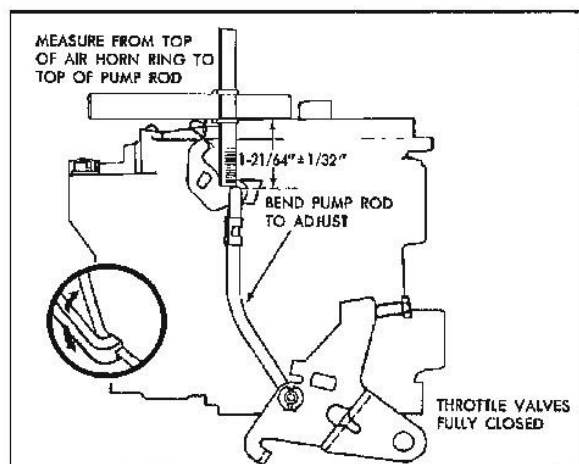 MEASURE FROM TOP
OF AIR HORN RING TO
TOP OF PUMP ROD
1-21/64" ± 1/32"
BEND PUMP ROD
TO ADJUST
THROTTLE VALVES
FULLY CLOSED